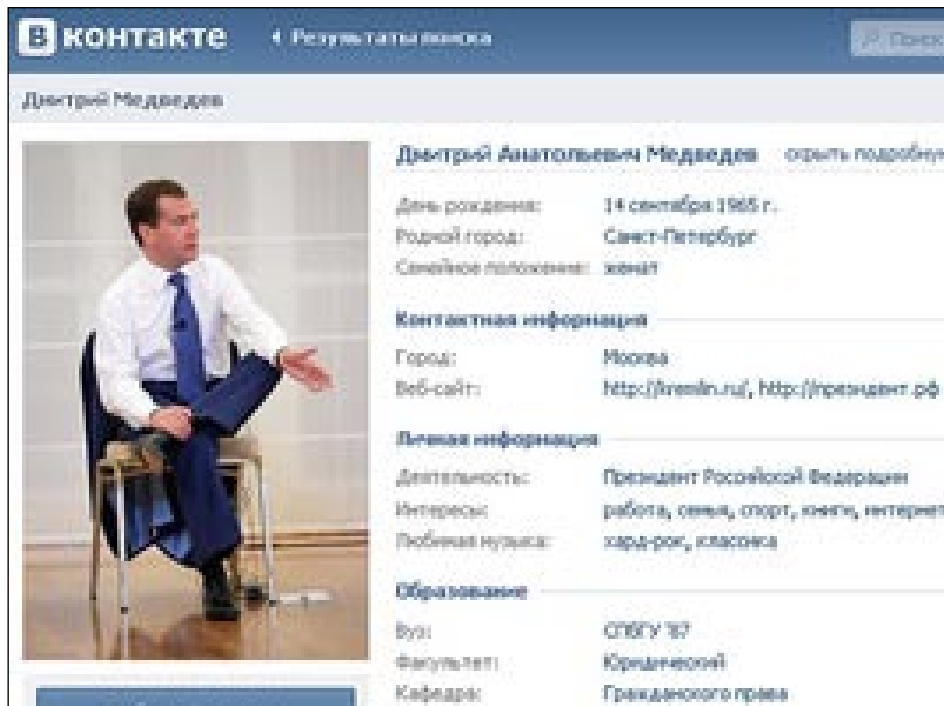 В контакте
Результаты поиска
Поиск
Дмитрий Медведев
Дмитрий Анатольевич Медведев скрыть подробную
День рождения: 14 сентября 1965 г.
Родной город: Санкт-Петербург
Семейное положение: женат
Контактная информация
Город: Москва
Веб-сайт: http://kremlin.ru/, http://президент.рф
Личная информация
Деятельность: Президент Российской Федерации
Интересы: работа, семья, спорт, книги, интернет
Любимая музыка: хард-рок, классика
Образование
Вуз: СПбГУ '87
Факультет: Юридический
Кафедра: Гражданского права